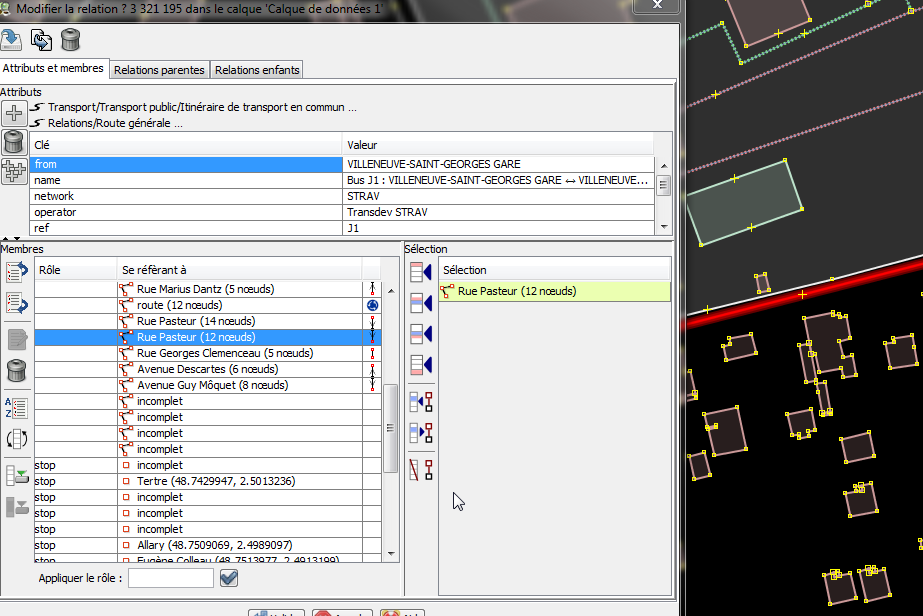 Modifier la relation ? 3 321 195 dans le calque 'Calque de données 1'
Attributs et membres Relations parentes Relations enfants
Attributs
Transport/Transport public/Itinéraire de transport en commun ...
Relations/Route générale ...
Clé Valeur
from VILLENEUVE-SAINT-GEORGES GARE
name Bus J1 : VILLENEUVE-SAINT-GEORGES GARE ↔ VILLENEUVE...
network STRAV
operator Transdev STRAV
ref J1
Membres Sélection
Rôle Se réfèrant à Sélection
Rue Marius Dantz (5 nœuds) Rue Pasteur (12 nœuds)
route (12 nœuds)
Rue Pasteur (14 nœuds)
Rue Pasteur (12 nœuds)
Rue Georges Clemenceau (5 nœuds)
Avenue Descartes (6 nœuds)
Avenue Guy Môquet (8 nœuds)
incomplet
incomplet
incomplet
incomplet
stop incomplet
stop Tertre (48.7429947, 2.5013236)
stop incomplet
stop incomplet
stop incomplet
stop Allary (48.7509069, 2.4989097)
stop Eugène Colleau (48.7513977, 2.4913199)
Appliquer le rôle :